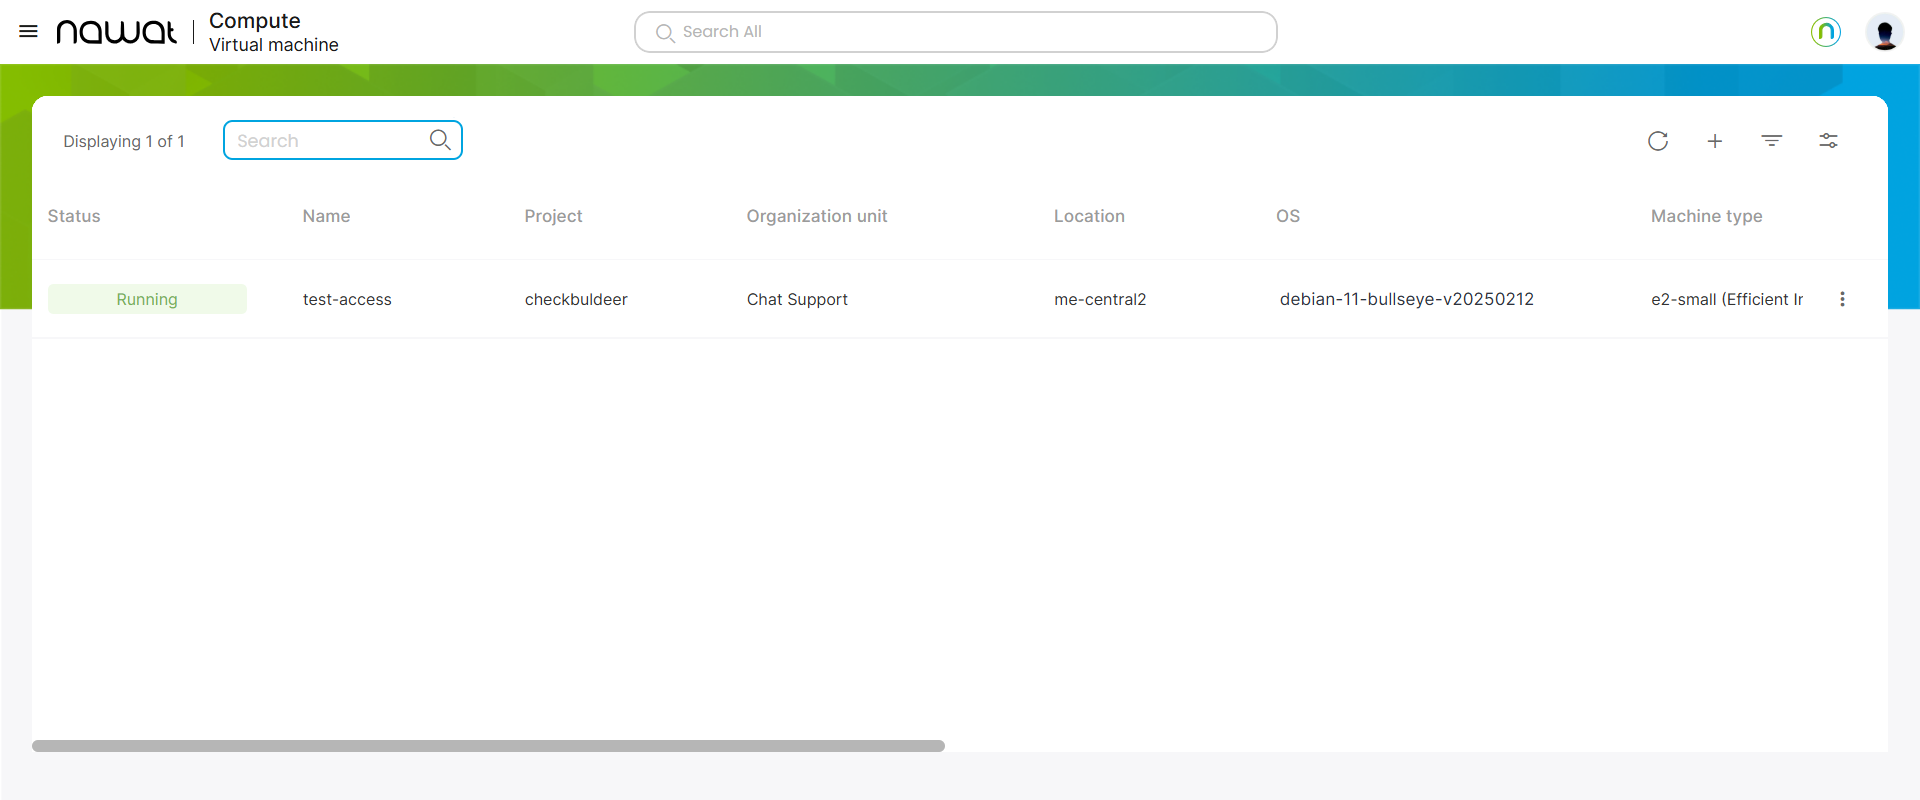 nawat
Compute
Virtual machine
Search All
Displaying 1 of 1
Search
Status Name Project Organization unit Location OS Machine type
Running test-access checkbuldeer Chat Support me-central2 debian-11-bullseye-v20250212 e2-small (Efficient Ir